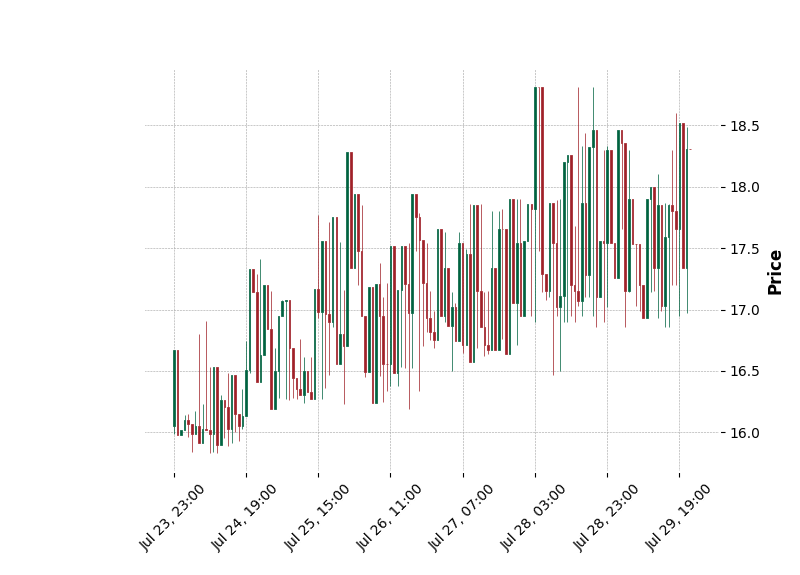 18.5
18.0
17.5
17.0
16.5
16.0
Price
Jul 23, 23:00
Jul 24, 19:00
Jul 25, 15:00
Jul 26, 11:00
Jul 27, 07:00
Jul 28, 03:00
Jul 28, 23:00
Jul 29, 19:00